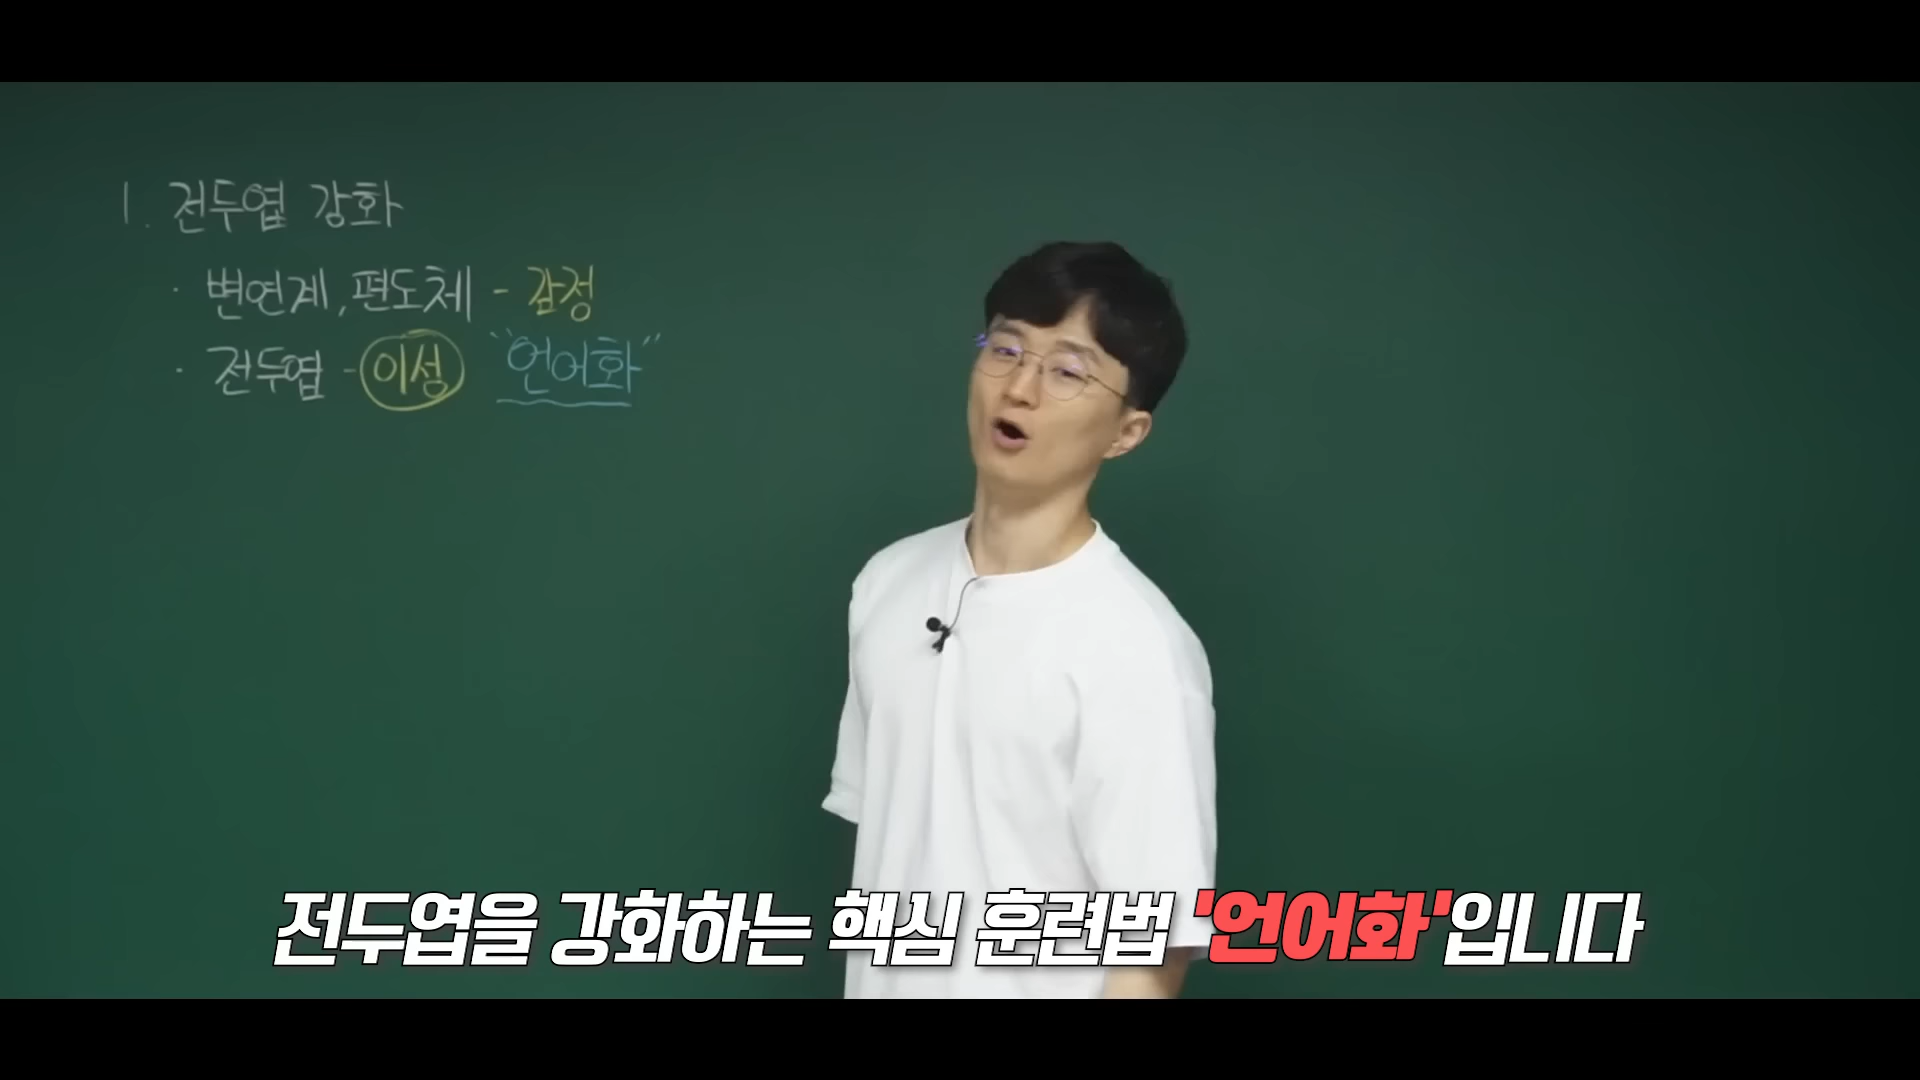 1. 전두엽 강화
· 변연계, 편도체 - 감정
· 전두엽 - 이성 "언어화"
전두엽을 강화하는 핵심 훈련법 '언어화'입니다